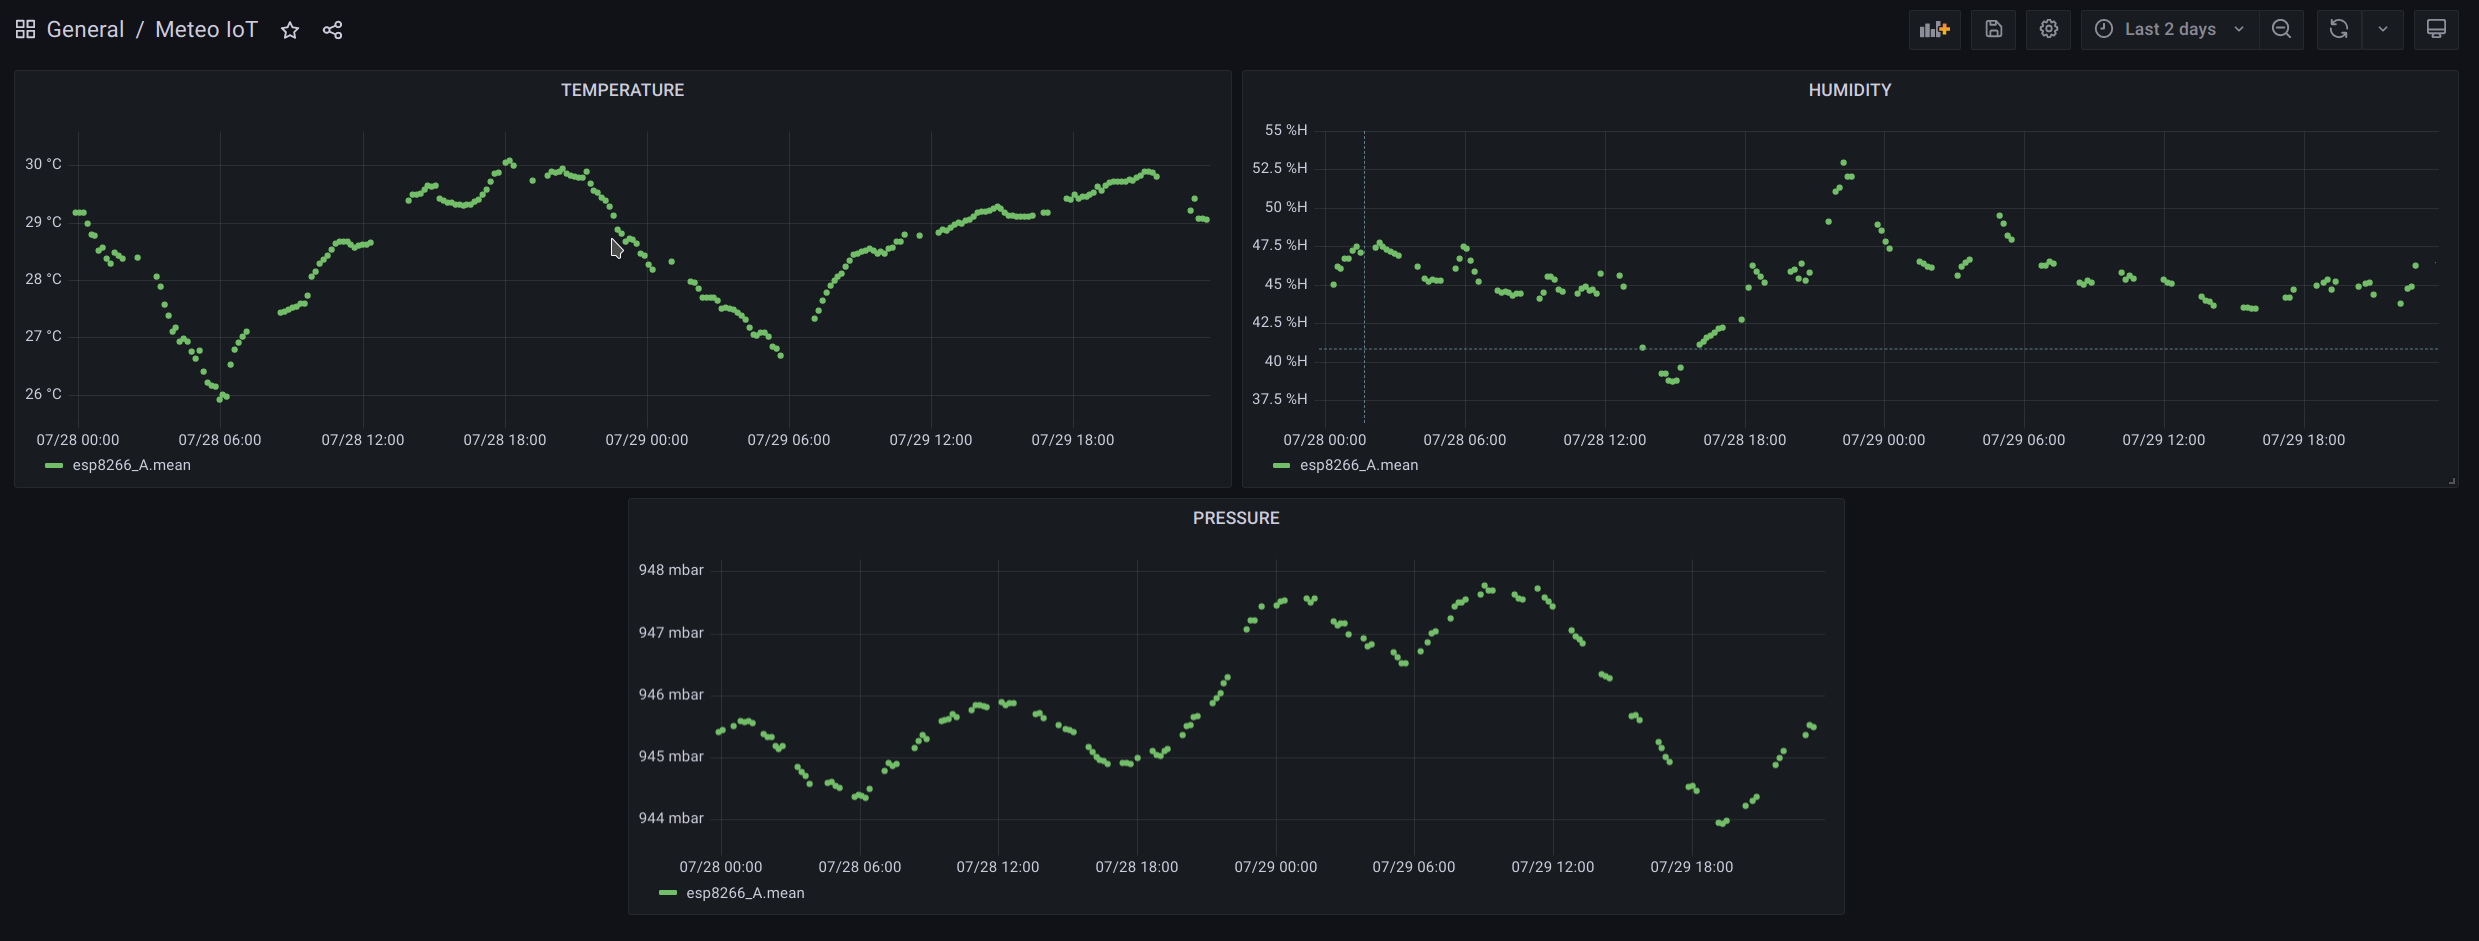 General / Meteo IoT
Last 2 days
TEMPERATURE
30 °C
29 °C
28 °C
27 °C
26 °C
07/28 00:00 07/28 06:00 07/28 12:00 07/28 18:00 07/29 00:00 07/29 06:00 07/29 12:00 07/29 18:00
esp8266_A.mean
HUMIDITY
55 %H
52.5 %H
50 %H
47.5 %H
45 %H
42.5 %H
40 %H
37.5 %H
07/28 00:00 07/28 06:00 07/28 12:00 07/28 18:00 07/29 00:00 07/29 06:00 07/29 12:00 07/29 18:00
esp8266_A.mean
PRESSURE
948 mbar
947 mbar
946 mbar
945 mbar
944 mbar
07/28 00:00 07/28 06:00 07/28 12:00 07/28 18:00 07/29 00:00 07/29 06:00 07/29 12:00 07/29 18:00
esp8266_A.mean